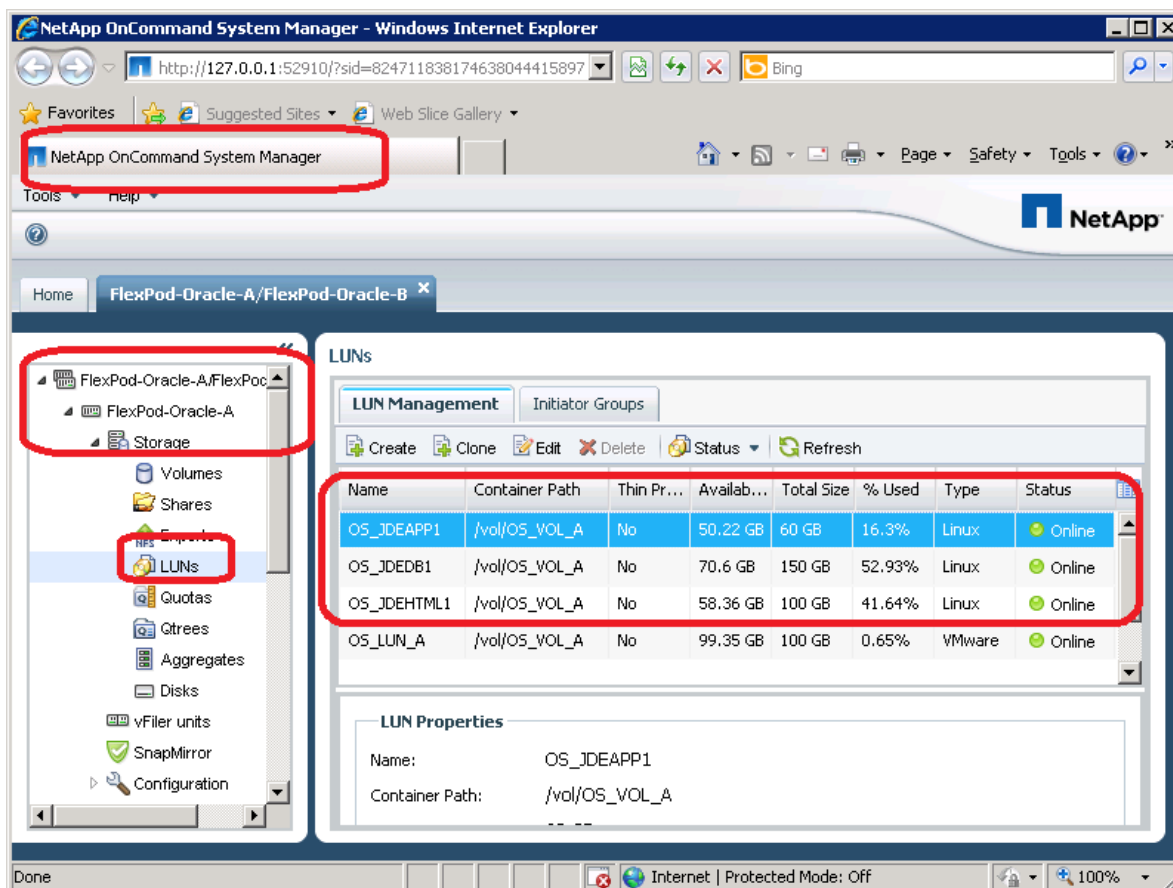 NetApp OnCommand System Manager - Windows Internet Explorer
http://127.0.0.1:52910/?sid=824711838174638044415897
Bing
Favorites Suggested Sites Web Slice Gallery
NetApp OnCommand System Manager Page Safety Tools
Tools Help
NetApp
Home FlexPod-Oracle-A/FlexPod-Oracle-B
FlexPod-Oracle-A/FlexPod
FlexPod-Oracle-A
Storage
Volumes
Shares
Exports
LUNs
Quotas
Qtrees
Aggregates
Disks
vFiler units
SnapMirror
Configuration
LUNs
LUN Management Initiator Groups
Create Clone Edit Delete Status Refresh
Name Container Path Thin Pr... Availab... Total Size % Used Type Status
OS_JDEAPP1 /vol/OS_VOL_A No 50.22 GB 60 GB 16.3% Linux Online
OS_JDEDB1 /vol/OS_VOL_A No 70.6 GB 150 GB 52.93% Linux Online
OS_JDEHTML1 /vol/OS_VOL_A No 58.36 GB 100 GB 41.64% Linux Online
OS_LUN_A /vol/OS_VOL_A No 99.35 GB 100 GB 0.65% VMware Online
LUN Properties
Name: OS_JDEAPP1
Container Path: /vol/OS_VOL_A
Done Internet | Protected Mode: Off 100%